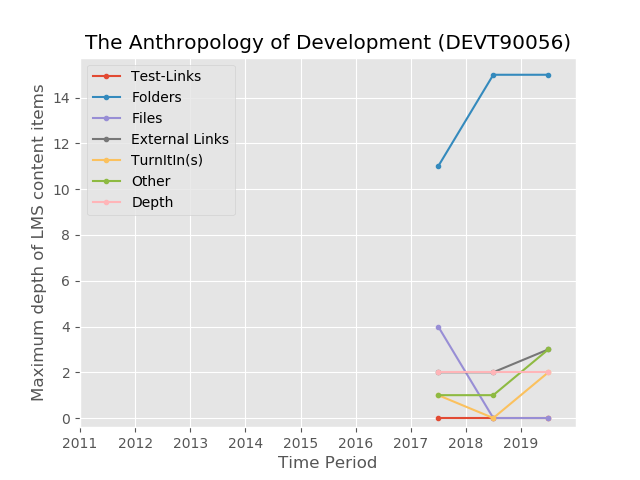 The Anthropology of Development (DEVT90056)
Maximum depth of LMS content items
14
12
10
8
6
4
2
0
Test-Links
Folders
Files
External Links
TurnItIn(s)
Other
Depth
2011 2012 2013 2014 2015 2016 2017 2018 2019
Time Period